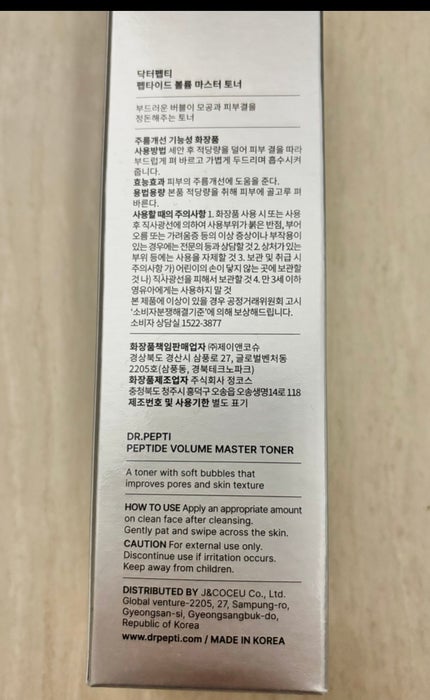 닥터펩티
펩타이드 볼륨 마스터 토너
부드러운 버블이 모공과 피부결을
정돈해주는 토너
주름개선 기능성 화장품
사용방법 세안 후 적당량을 덜어 피부 결을 따라
부드럽게 펴 바르고 가볍게 두드리며 흡수시켜
줍니다.
효능효과 피부의 주름개선에 도움을 준다.
용법용량 본품 적당량을 취해 피부에 골고루 펴
바른다.
사용할 때의 주의사항 1. 화장품 사용 시 또는 사용
후 직사광선에 의하여 사용부위가 붉은 반점, 부어
오름 또는 가려움증 등의 이상 증상이나 부작용이
있는 경우에는 전문의 등과 상담할 것 2. 상처가 있는
부위 등에는 사용을 자제할 것 3. 보관 및 취급 시
주의사항 가) 어린이의 손이 닿지 않는 곳에 보관할
것 나) 직사광선을 피해서 보관할 것 4. 만 3세 이하
영유아에게는 사용하지 말 것
본 제품에 이상이 있을 경우 공정거래위원회 고시
‘소비자분쟁해결기준’에 의해 보상해드립니다.
소비자 상담실 1522-3877
화장품책임판매업자 ㈜제이앤코슈
경상북도 경산시 삼풍로 27, 글로벌벤처동
2205호(삼풍동, 경북테크노파크)
화장품제조업자 주식회사 정코스
충청북도 청주시 흥덕구 오송읍 오송생명14로 118
제조번호 및 사용기한 별도 표기
DR.PEPTI
PEPTIDE VOLUME MASTER TONER
A toner with soft bubbles that
improves pores and skin texture
HOW TO USE Apply an appropriate amount
on clean face after cleansing.
Gently pat and swipe across the skin.
CAUTION For external use only.
Discontinue use if irritation occurs.
Keep away from children.
DISTRIBUTED BY J&COCEU Co., Ltd.
Global venture-2205, 27, Sampung-ro,
Gyeongsan-si, Gyeongsangbuk-do,
Republic of Korea
www.drpepti.com / MADE IN KOREA